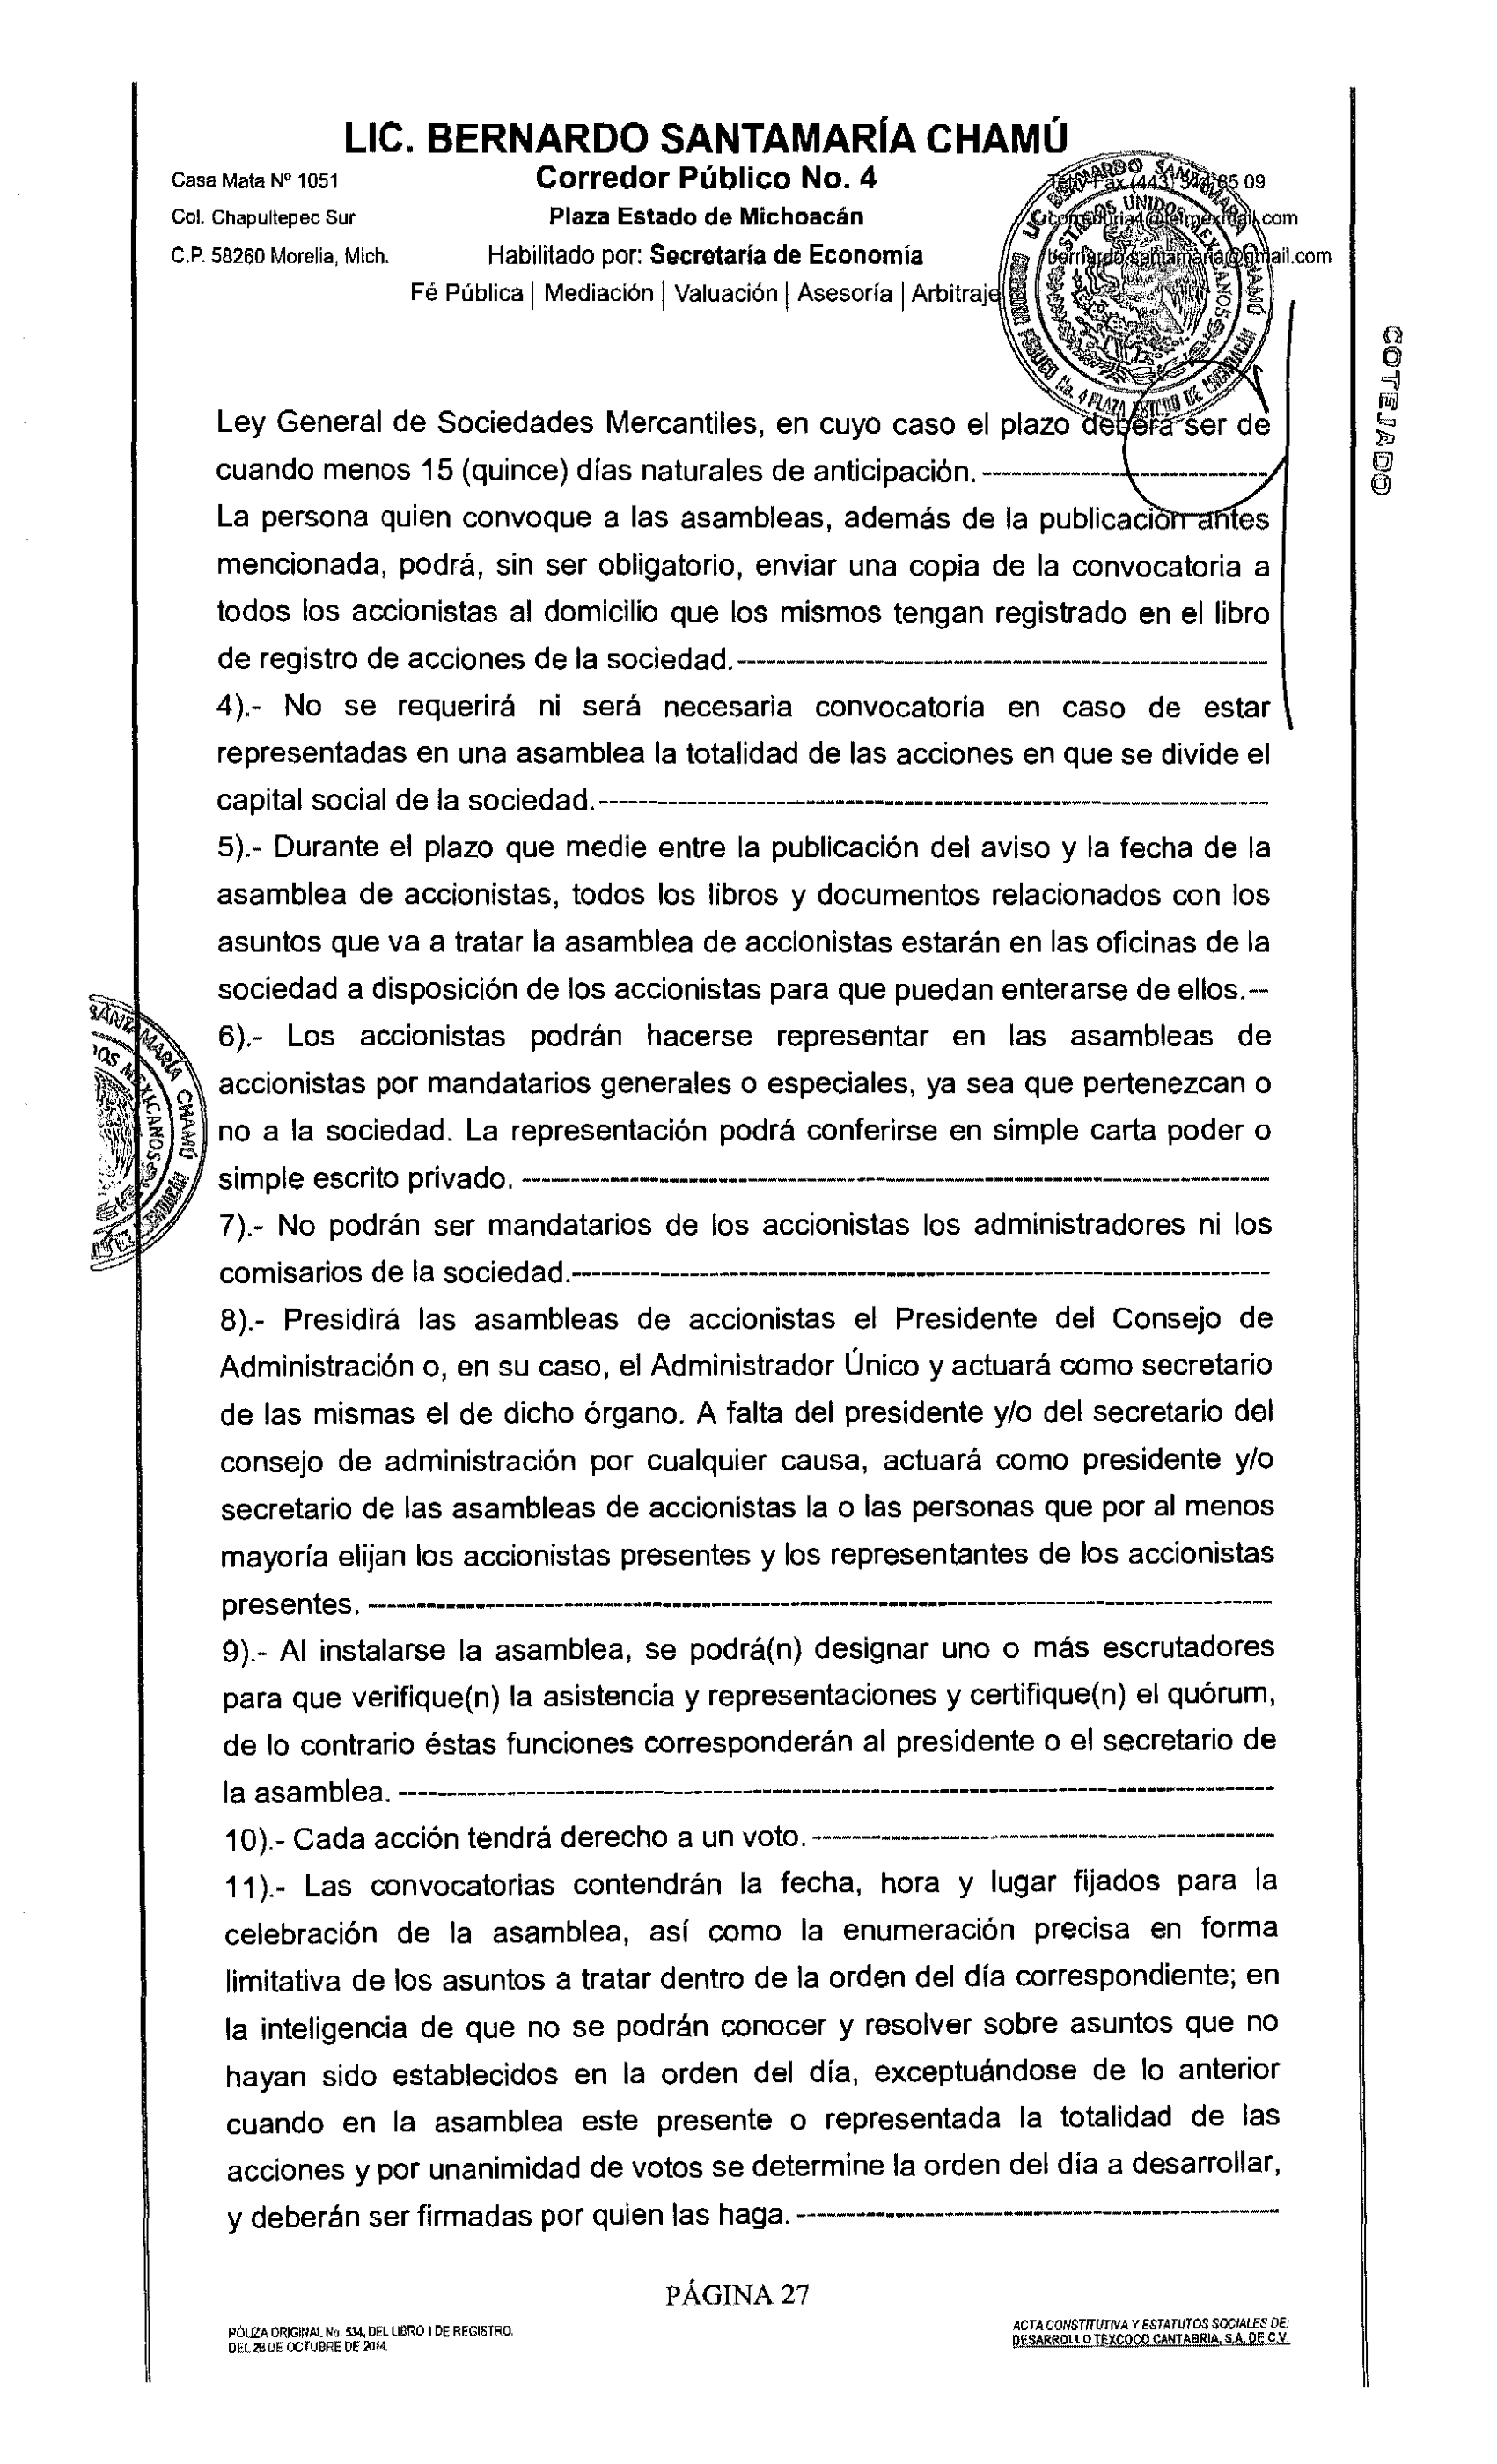 LIC. BERNARDO SANTAMARÍA CHAMÚ
Casa Mata Nº 1051
Corredor Público No. 4
85 09
Col. Chapultepec Sur
Plaza Estado de Michoacán
C.P. 58260 Morelia, Mich.
Habilitado por: Secretaría de Economía
bernardo.santamaria@gmail.com
Fé Pública | Mediación | Valuación | Asesoría | Arbitraje
COTEJADO
Ley General de Sociedades Mercantiles, en cuyo caso el plazo deberá ser de
cuando menos 15 (quince) días naturales de anticipación.
La persona quien convoque a las asambleas, además de la publicación antes
mencionada, podrá, sin ser obligatorio, enviar una copia de la convocatoria a
todos los accionistas al domicilio que los mismos tengan registrado en el libro
de registro de acciones de la sociedad.
4).- No se requerirá ni será necesaria convocatoria en caso de estar
representadas en una asamblea la totalidad de las acciones en que se divide el
capital social de la sociedad.
5).- Durante el plazo que medie entre la publicación del aviso y la fecha de la
asamblea de accionistas, todos los libros y documentos relacionados con los
asuntos que va a tratar la asamblea de accionistas estarán en las oficinas de la
sociedad a disposición de los accionistas para que puedan enterarse de ellos.--
6).- Los accionistas podrán hacerse representar en las asambleas de
accionistas por mandatarios generales o especiales, ya sea que pertenezcan o
no a la sociedad. La representación podrá conferirse en simple carta poder o
simple escrito privado.
7).- No podrán ser mandatarios de los accionistas los administradores ni los
comisarios de la sociedad.
8).- Presidirá las asambleas de accionistas el Presidente del Consejo de
Administración o, en su caso, el Administrador Único y actuará como secretario
de las mismas el de dicho órgano. A falta del presidente y/o del secretario del
consejo de administración por cualquier causa, actuará como presidente y/o
secretario de las asambleas de accionistas la o las personas que por al menos
mayoría elijan los accionistas presentes y los representantes de los accionistas
presentes.
9).- Al instalarse la asamblea, se podrá(n) designar uno o más escrutadores
para que verifique(n) la asistencia y representaciones y certifique(n) el quórum,
de lo contrario éstas funciones corresponderán al presidente o el secretario de
la asamblea.
10).- Cada acción tendrá derecho a un voto.
11).- Las convocatorias contendrán la fecha, hora y lugar fijados para la
celebración de la asamblea, así como la enumeración precisa en forma
limitativa de los asuntos a tratar dentro de la orden del día correspondiente; en
la inteligencia de que no se podrán conocer y resolver sobre asuntos que no
hayan sido establecidos en la orden del día, exceptuándose de lo anterior
cuando en la asamblea este presente o representada la totalidad de las
acciones y por unanimidad de votos se determine la orden del día a desarrollar,
y deberán ser firmadas por quien las haga.
PÁGINA 27
PÓLIZA ORIGINAL No. 534, DEL LIBRO I DE REGISTRO.
DEL 28 DE OCTUBRE DE 2014.
ACTA CONSTITUTIVA Y ESTATUTOS SOCIALES DE:
DESARROLLO TEXCOCO CANTABRIA, S.A. DE C.V.